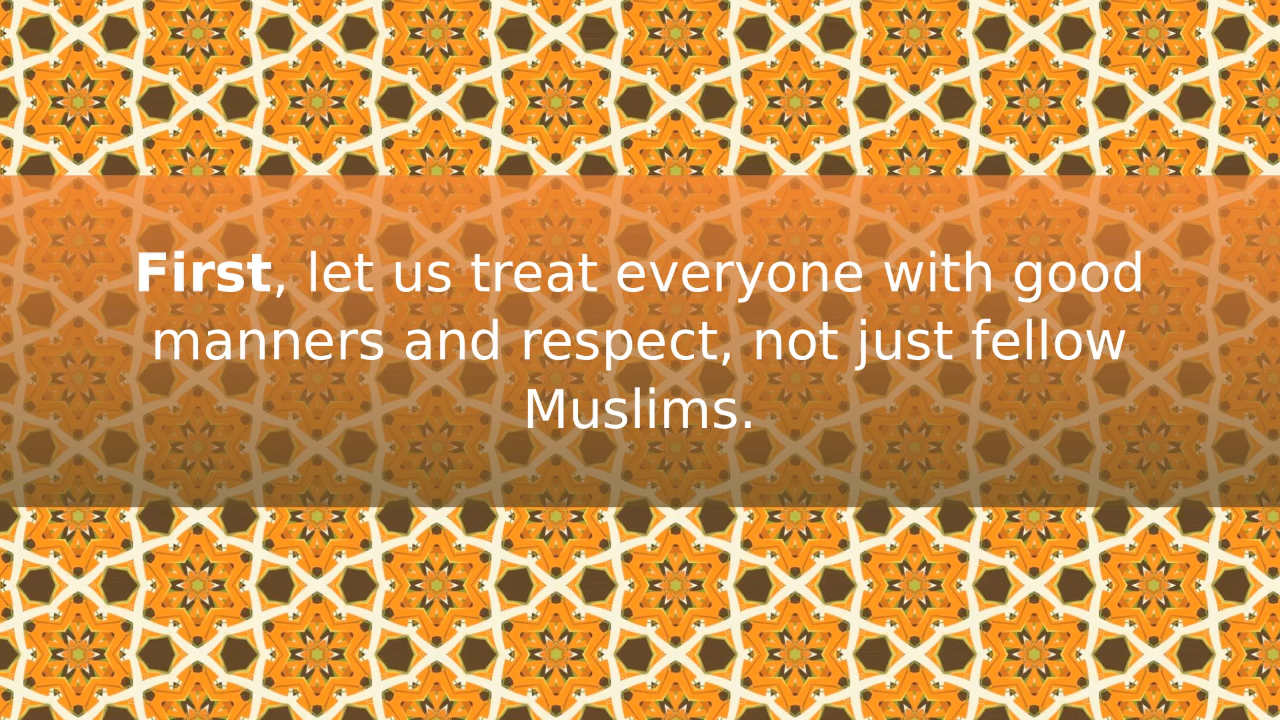 First, let us treat everyone with good
manners and respect, not just fellow
Muslims.